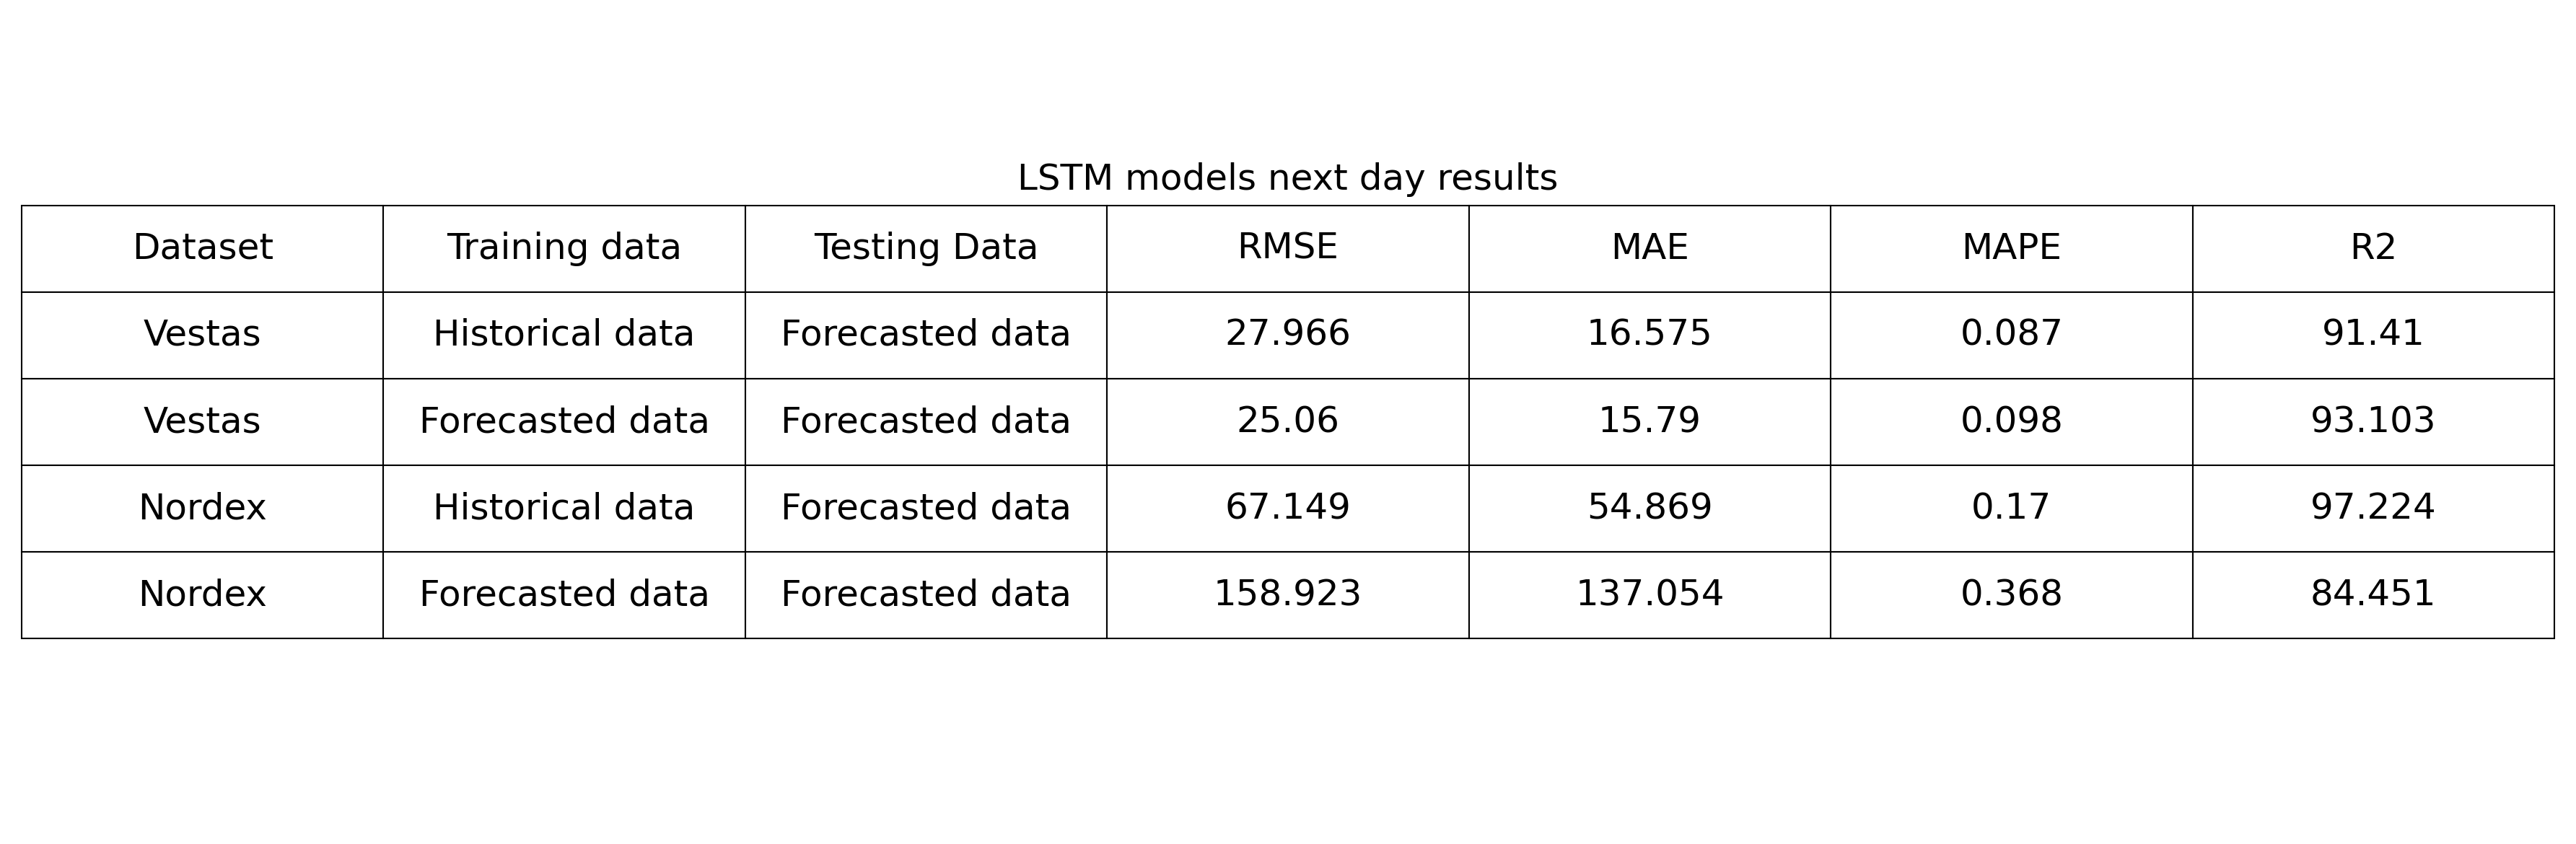 LSTM models next day results
Dataset Training data Testing Data RMSE MAE MAPE R2
Vestas Historical data Forecasted data 27.966 16.575 0.087 91.41
Vestas Forecasted data Forecasted data 25.06 15.79 0.098 93.103
Nordex Historical data Forecasted data 67.149 54.869 0.17 97.224
Nordex Forecasted data Forecasted data 158.923 137.054 0.368 84.451